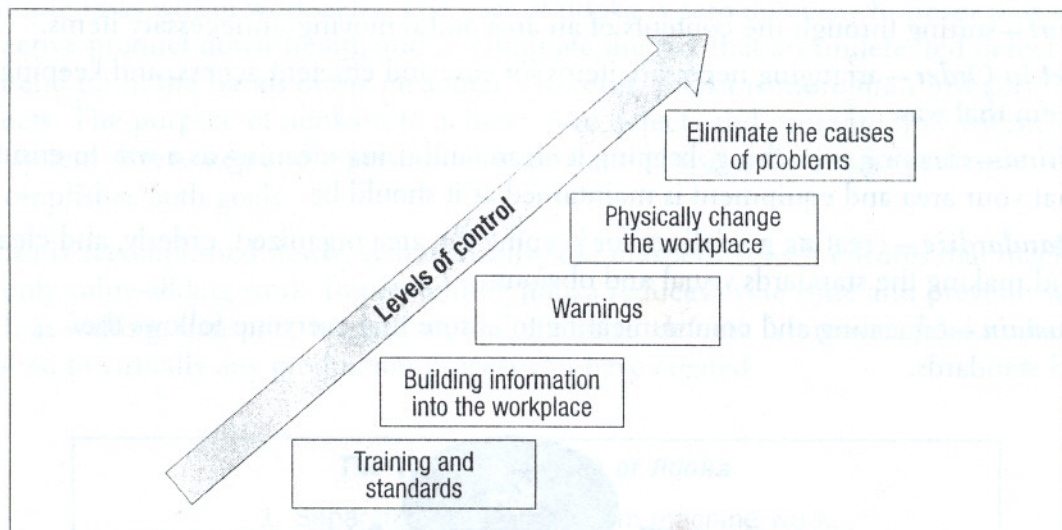 Eliminate the causes
of problems
Physically change
the workplace
Levels of control
Warnings
Building information
into the workplace
Training and
standards